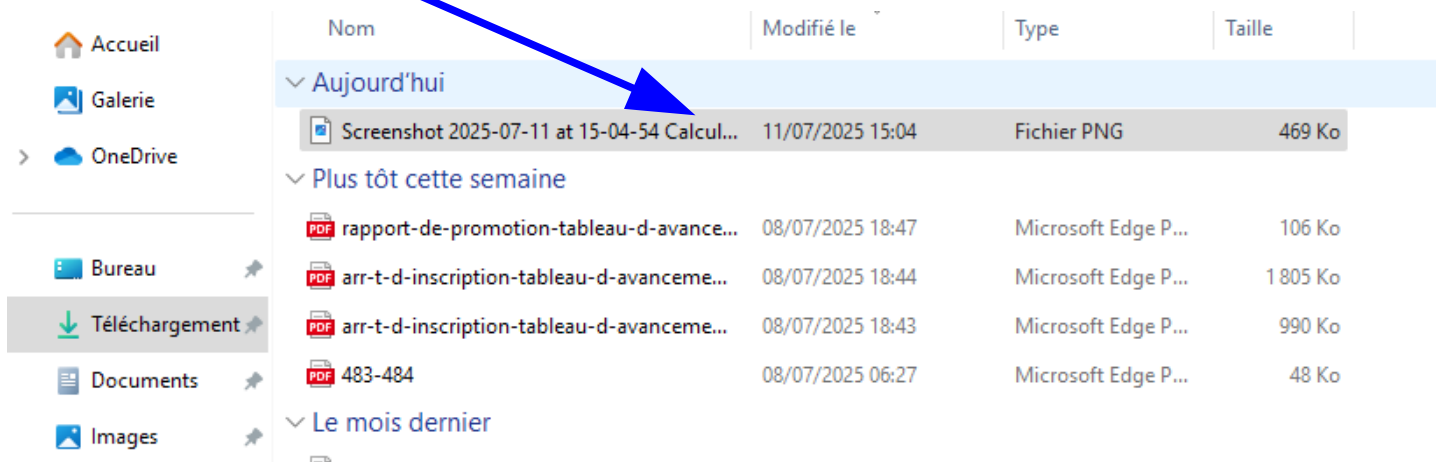 Nom Modifié le Type Taille
Accueil
Aujourd'hui
Galerie
Screenshot 2025-07-11 at 15-04-54 Calcul... 11/07/2025 15:04 Fichier PNG 469 Ko
OneDrive
Plus tôt cette semaine
PDF rapport-de-promotion-tableau-d-avance... 08/07/2025 18:47 Microsoft Edge P... 106 Ko
Bureau
PDF arr-t-d-inscription-tableau-d-avanceme... 08/07/2025 18:44 Microsoft Edge P... 1 805 Ko
Téléchargement
PDF arr-t-d-inscription-tableau-d-avanceme... 08/07/2025 18:43 Microsoft Edge P... 990 Ko
Documents
PDF 483-484 08/07/2025 06:27 Microsoft Edge P... 48 Ko
Le mois dernier
Images